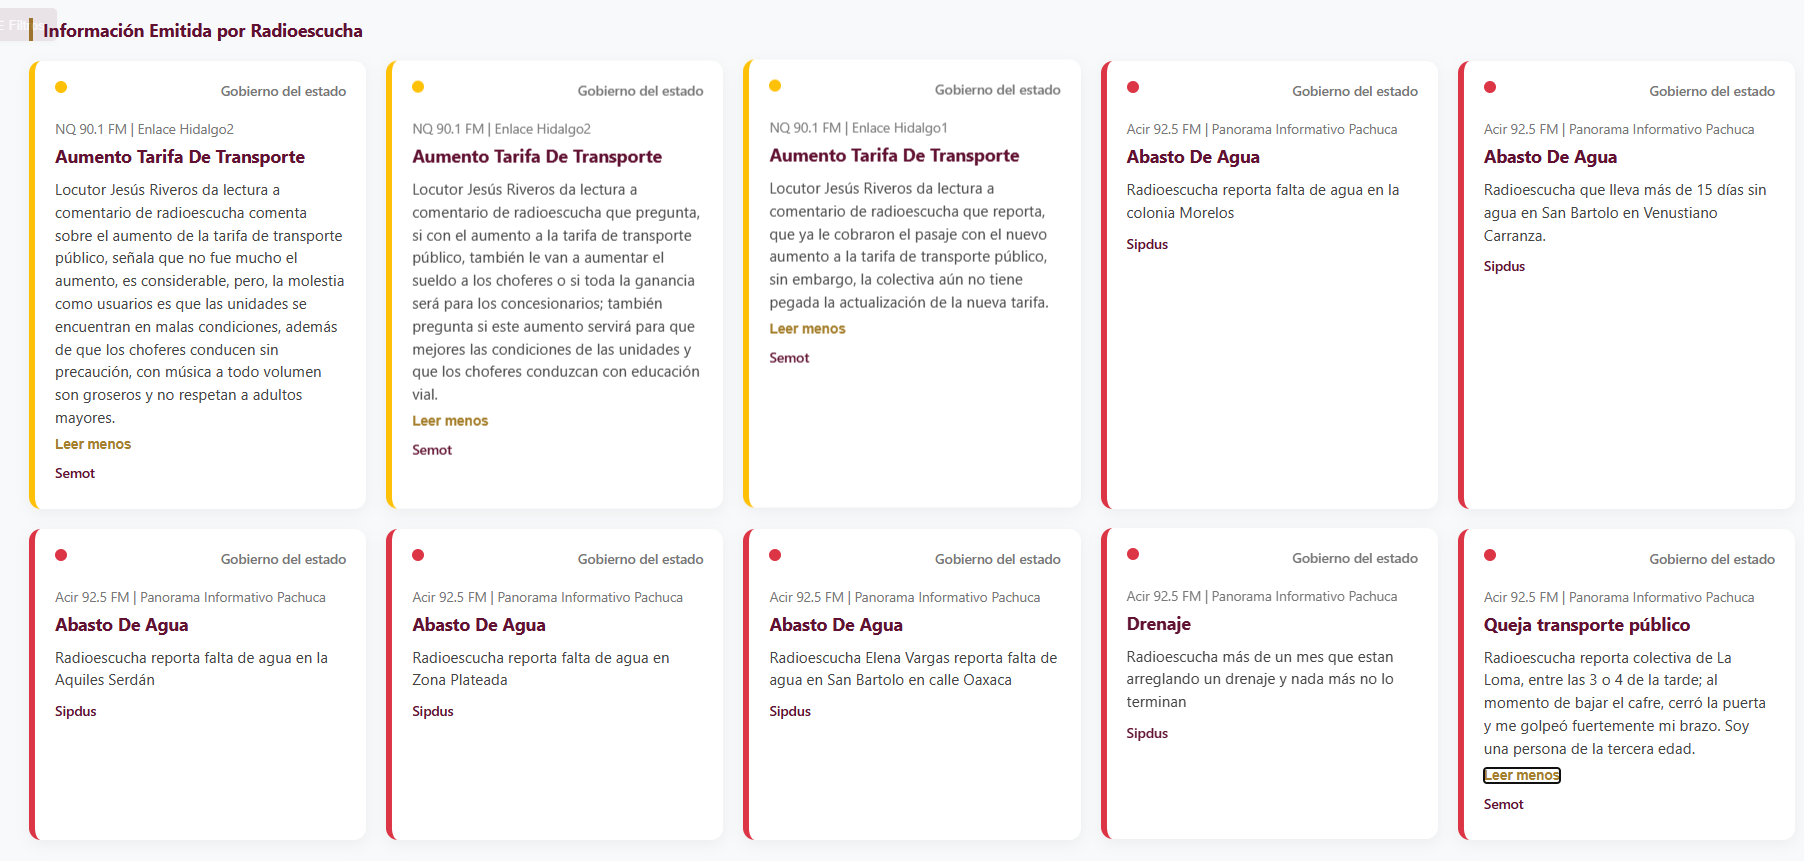 Filtros
Información Emitida por Radioescucha
Gobierno del estado
NQ 90.1 FM | Enlace Hidalgo2
Aumento Tarifa De Transporte
Locutor Jesús Riveros da lectura a
comentario de radioescucha comenta
sobre el aumento de la tarifa de transporte
público, señala que no fue mucho el
aumento, es considerable, pero, la molestia
como usuarios es que las unidades se
encuentran en malas condiciones, además
de que los choferes conducen sin
precaución, con música a todo volumen
son groseros y no respetan a adultos
mayores.
Leer menos
Semot
Gobierno del estado
NQ 90.1 FM | Enlace Hidalgo2
Aumento Tarifa De Transporte
Locutor Jesús Riveros da lectura a
comentario de radioescucha que pregunta,
si con el aumento a la tarifa de transporte
público, también le van a aumentar el
sueldo a los choferes o si toda la ganancia
será para los concesionarios; también
pregunta si este aumento servirá para que
mejores las condiciones de las unidades y
que los choferes conduzcan con educación
vial.
Leer menos
Semot
Gobierno del estado
NQ 90.1 FM | Enlace Hidalgo1
Aumento Tarifa De Transporte
Locutor Jesús Riveros da lectura a
comentario de radioescucha que reporta,
que ya le cobraron el pasaje con el nuevo
aumento a la tarifa de transporte público,
sin embargo, la colectiva aún no tiene
pegada la actualización de la nueva tarifa.
Leer menos
Semot
Gobierno del estado
Acir 92.5 FM | Panorama Informativo Pachuca
Abasto De Agua
Radioescucha reporta falta de agua en la
colonia Morelos
Sipdus
Gobierno del estado
Acir 92.5 FM | Panorama Informativo Pachuca
Abasto De Agua
Radioescucha que lleva más de 15 días sin
agua en San Bartolo en Venustiano
Carranza.
Sipdus
Gobierno del estado
Acir 92.5 FM | Panorama Informativo Pachuca
Abasto De Agua
Radioescucha reporta falta de agua en la
Aquiles Serdán
Sipdus
Gobierno del estado
Acir 92.5 FM | Panorama Informativo Pachuca
Abasto De Agua
Radioescucha reporta falta de agua en
Zona Plateada
Sipdus
Gobierno del estado
Acir 92.5 FM | Panorama Informativo Pachuca
Abasto De Agua
Radioescucha Elena Vargas reporta falta de
agua en San Bartolo en calle Oaxaca
Sipdus
Gobierno del estado
Acir 92.5 FM | Panorama Informativo Pachuca
Drenaje
Radioescucha más de un mes que estan
arreglando un drenaje y nada más no lo
terminan
Sipdus
Gobierno del estado
Acir 92.5 FM | Panorama Informativo Pachuca
Queja transporte público
Radioescucha reporta colectiva de La
Loma, entre las 3 o 4 de la tarde; al
momento de bajar el cafre, cerró la puerta
y me golpeó fuertemente mi brazo. Soy
una persona de la tercera edad.
Leer menos
Semot